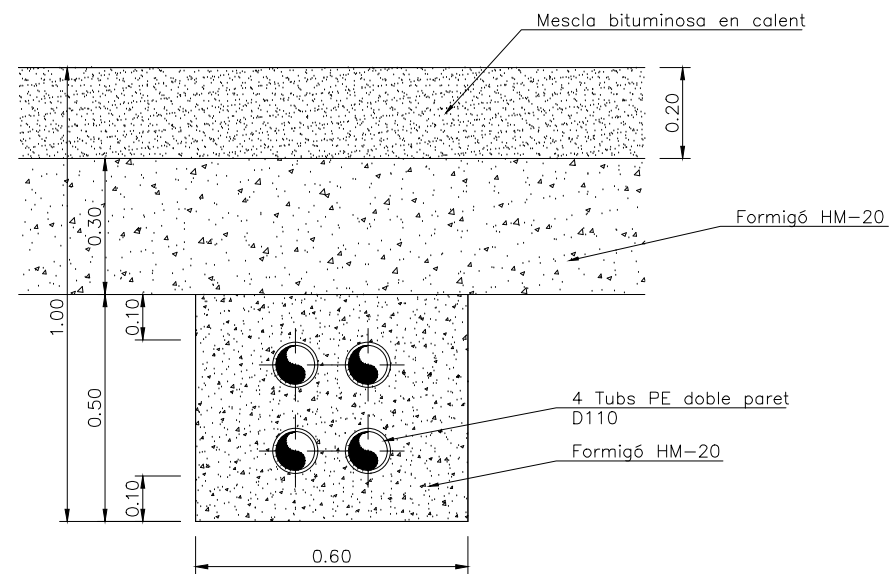 Mescla bituminosa en calent
0.20
0.30
Formigó HM-20
1.00
0.10
0.50
4 Tubs PE doble paret
D110
Formigó HM-20
0.10
0.60